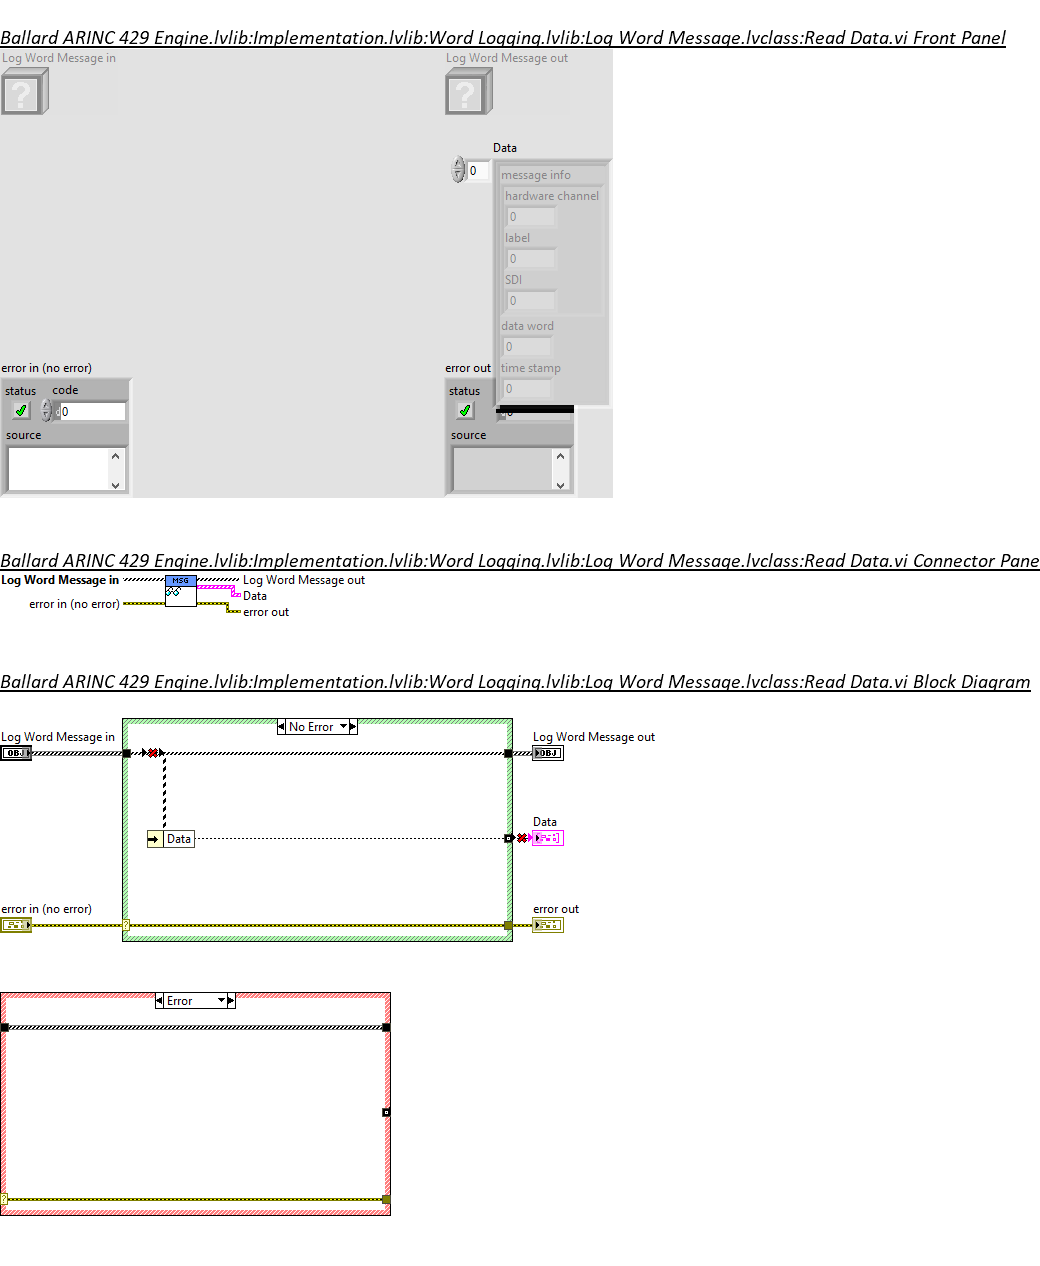 Ballard ARINC 429 Engine.lvlib:Implementation.lvlib:Word Logging.lvlib:Log Word Message.lvclass:Read Data.vi Front Panel
Log Word Message in
Log Word Message out
?
?
Data
0
message info
hardware channel
0
label
0
SDI
0
data word
0
time stamp
0
error in (no error)
error out
status
code
0
source
status
source
Ballard ARINC 429 Engine.lvlib:Implementation.lvlib:Word Logging.lvlib:Log Word Message.lvclass:Read Data.vi Connector Pane
Log Word Message in
MSG
Log Word Message out
Data
error in (no error)
error out
Ballard ARINC 429 Engine.lvlib:Implementation.lvlib:Word Logging.lvlib:Log Word Message.lvclass:Read Data.vi Block Diagram
No Error
Log Word Message in
OBJ
Log Word Message out
OBJ
Data
Data
error in (no error)
?
error out
Error
?